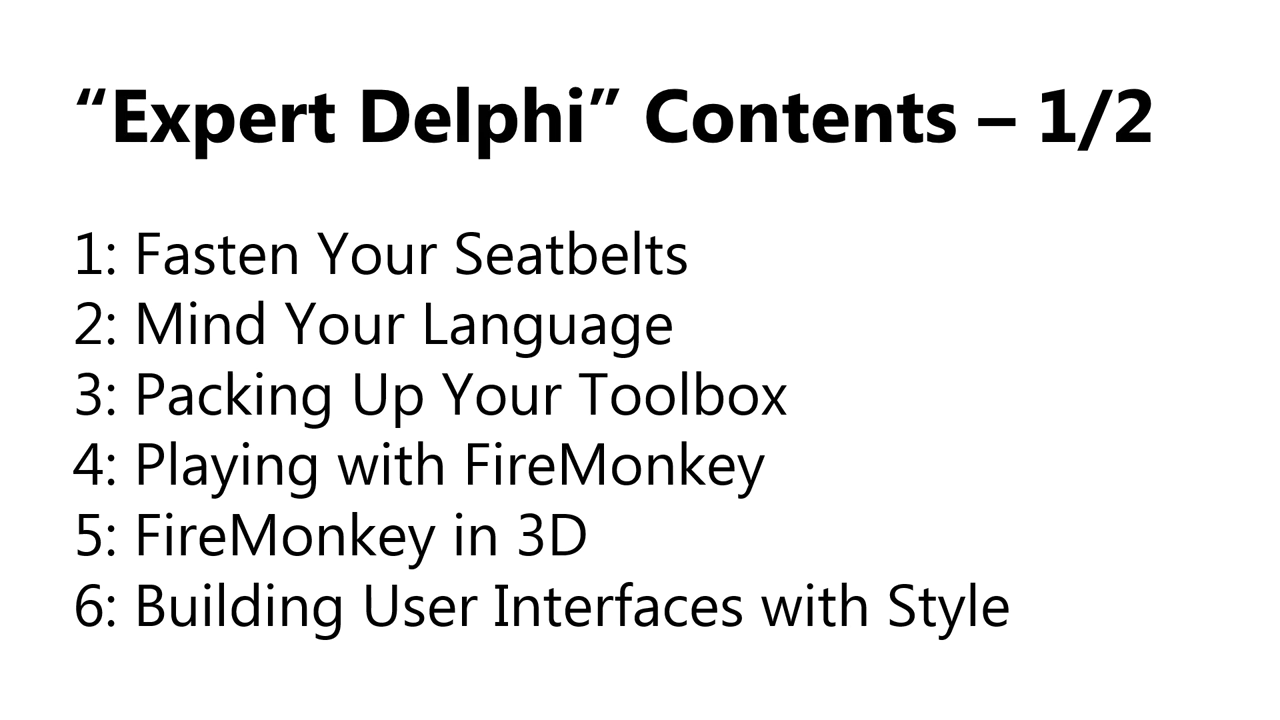 “Expert Delphi” Contents – 1/2
1: Fasten Your Seatbelts
2: Mind Your Language
3: Packing Up Your Toolbox
4: Playing with FireMonkey
5: FireMonkey in 3D
6: Building User Interfaces with Style